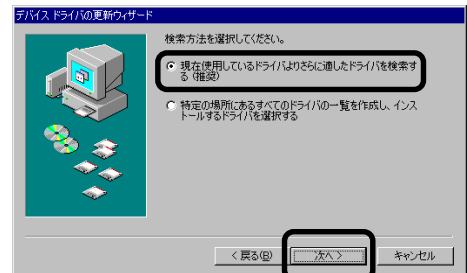 デバイス ドライバの更新ウィザード
検索方法を選択してください。
現在使用しているドライバよりさらに適したドライバを検索す
る (推奨)
特定の場所にあるすべてのドライバの一覧を作成し、インス
トールするドライバを選択する
< 戻る(B)
次へ >
キャンセル